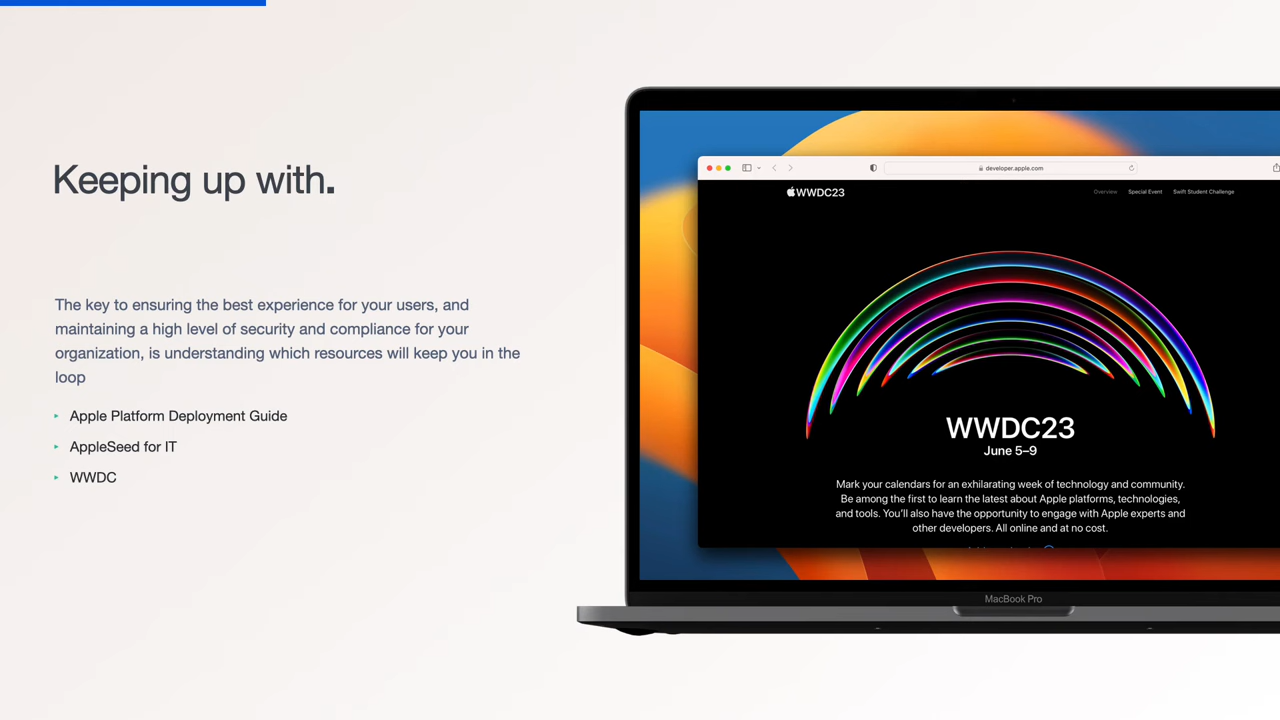 Keeping up with.
The key to ensuring the best experience for your users, and
maintaining a high level of security and compliance for your
organization, is understanding which resources will keep you in the
loop
▸ Apple Platform Deployment Guide
▸ AppleSeed for IT
▸ WWDC
developer.apple.com
WWDC23
Overview Special Event Swift Student Challenge
WWDC23
June 5–9
Mark your calendars for an exhilarating week of technology and community.
Be among the first to learn the latest about Apple platforms, technologies,
and tools. You'll also have the opportunity to engage with Apple experts and
other developers. All online and at no cost.
MacBook Pro